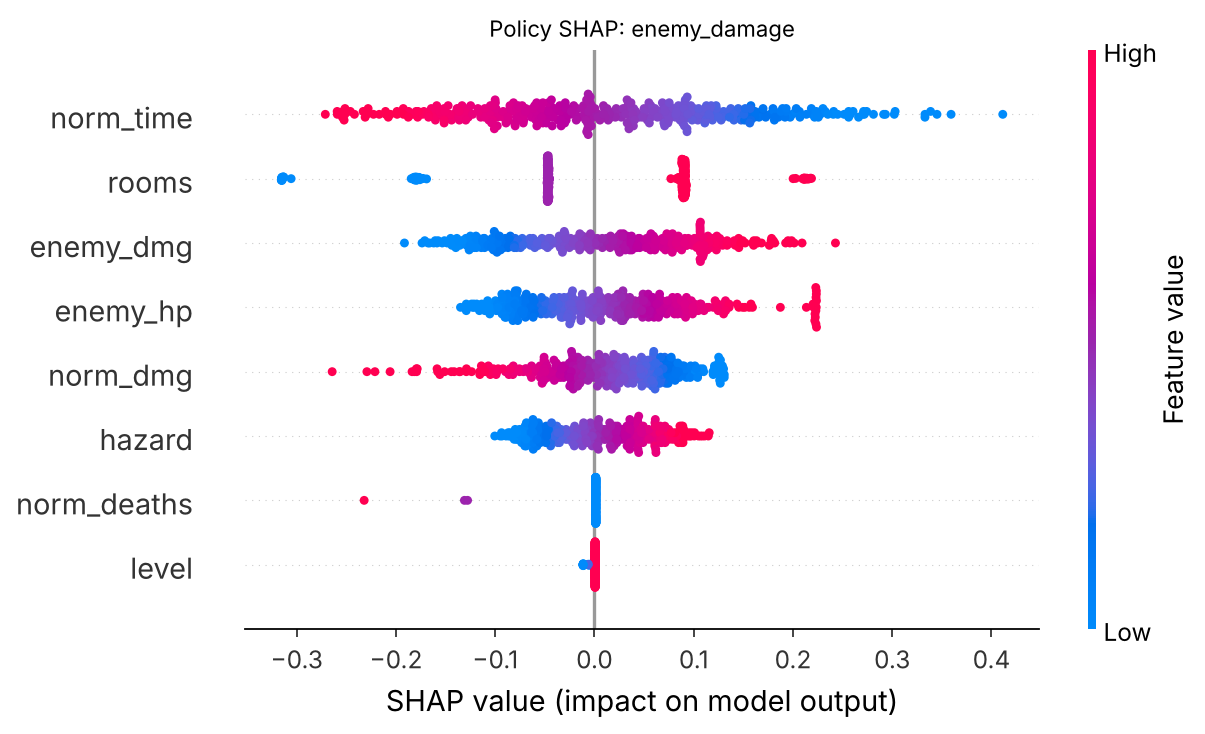 Policy SHAP: enemy_damage
High
norm_time
rooms
enemy_dmg
enemy_hp
norm_dmg
hazard
norm_deaths
level
Feature value
Low
−0.3 −0.2 −0.1 0.0 0.1 0.2 0.3 0.4
SHAP value (impact on model output)